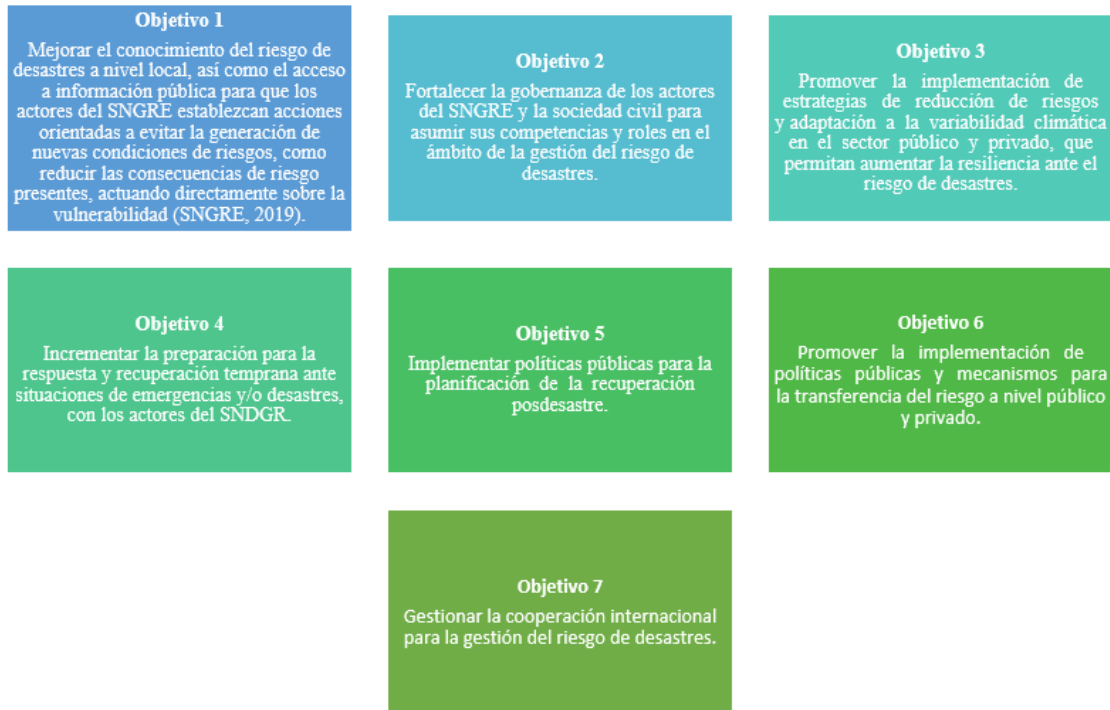 Objetivo 1
Mejorar el conocimiento del riesgo de
desastres a nivel local, así como el acceso
a información pública para que los
actores del SNGRE establezcan acciones
orientadas a evitar la generación de
nuevas condiciones de riesgos, como
reducir las consecuencias de riesgo
presentes, actuando directamente sobre la
vulnerabilidad (SNGRE, 2019).
Objetivo 2
Fortalecer la gobernanza de los actores
del SNGRE y la sociedad civil para
asumir sus competencias y roles en el
ámbito de la gestión del riesgo de
desastres.
Objetivo 3
Promover la implementación de
estrategias de reducción de riesgos
y adaptación a la variabilidad climática
en el sector público y privado, que
permitan aumentar la resiliencia ante el
riesgo de desastres.
Objetivo 4
Incrementar la preparación para la
respuesta y recuperación temprana ante
situaciones de emergencias y/o desastres,
con los actores del SNDGR.
Objetivo 5
Implementar políticas públicas para la
planificación de la recuperación
posdesastre.
Objetivo 6
Promover la implementación de
políticas públicas y mecanismos para
la transferencia del riesgo a nivel público
y privado.
Objetivo 7
Gestionar la cooperación internacional
para la gestión del riesgo de desastres.